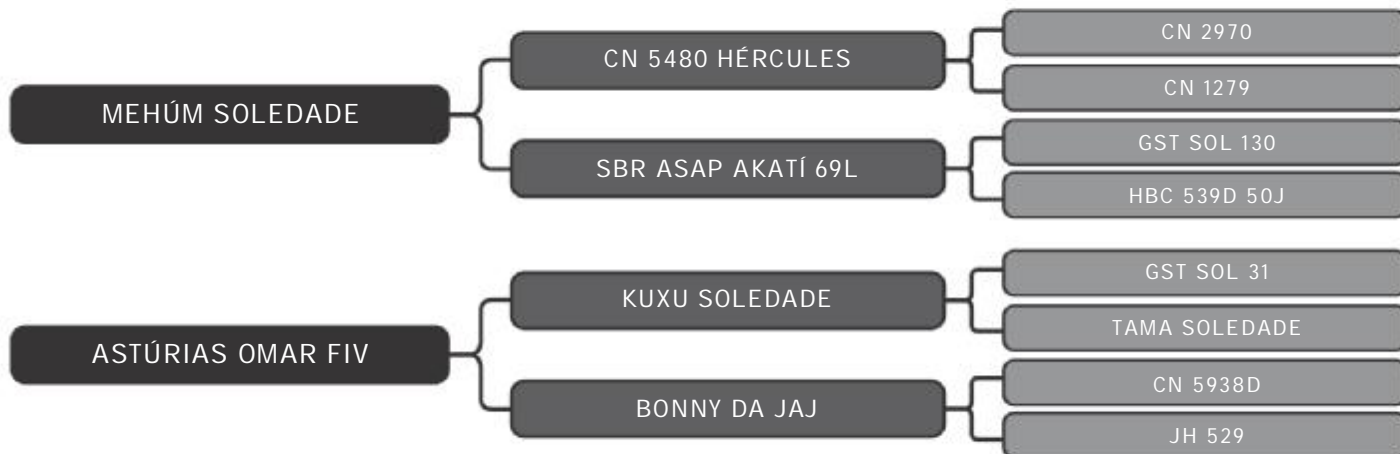 MEHÚM SOLEDADE
CN 5480 HÉRCULES
CN 2970
CN 1279
SBR ASAP AKATÍ 69L
GST SOL 130
HBC 539D 50J
ASTÚRIAS OMAR FIV
KUXU SOLEDADE
GST SOL 31
TAMA SOLEDADE
BONNY DA JAJ
CN 5938D
JH 529